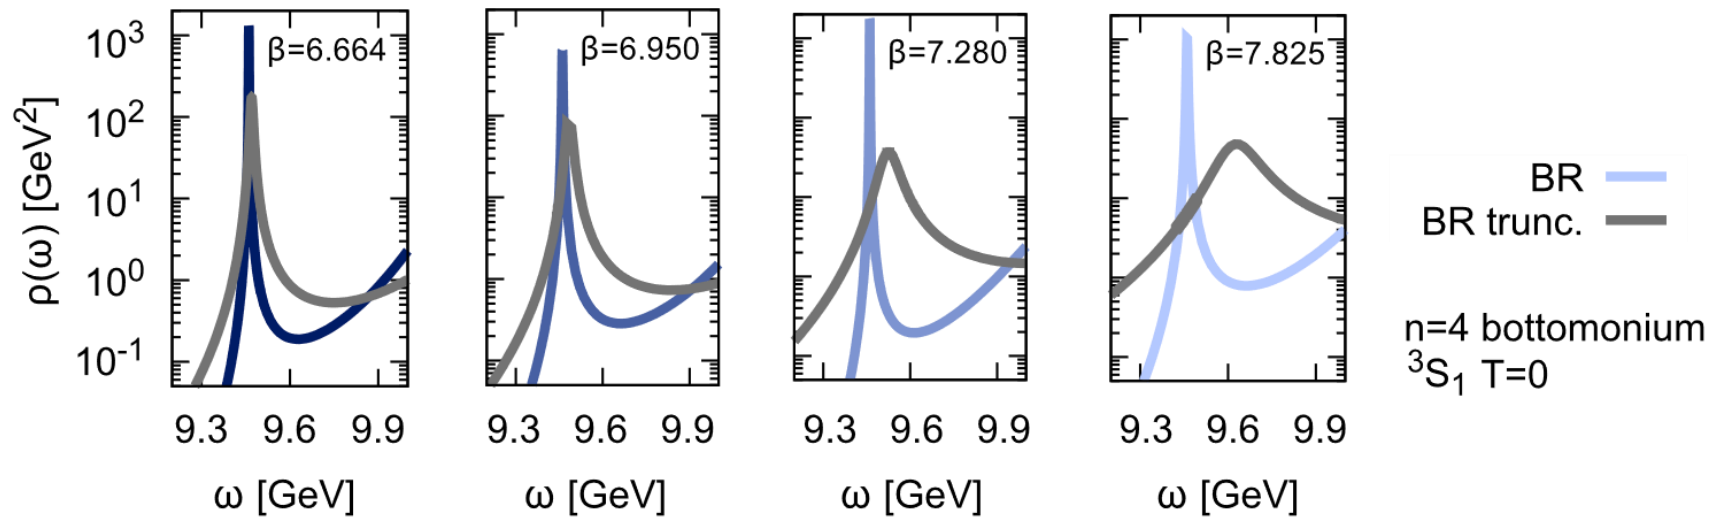 ρ(ω) [GeV²]
10³
10²
10¹
10⁰
10⁻¹
β=6.664
9.3 9.6 9.9
ω [GeV]
β=6.950
9.3 9.6 9.9
ω [GeV]
β=7.280
9.3 9.6 9.9
ω [GeV]
β=7.825
9.3 9.6 9.9
ω [GeV]
BR
BR trunc.
n=4 bottomonium
³S₁ T=0